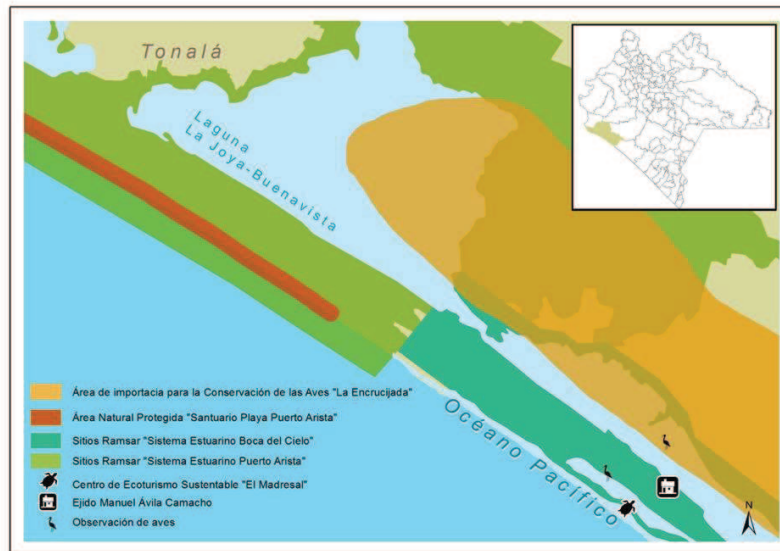 Tonalá
Laguna
La Joya-Buenavista
Océano Pacífico
Área de importacia para la Conservación de las Aves "La Encrucijada"
Área Natural Protegida "Santuario Playa Puerto Arista"
Sitios Ramsar "Sistema Estuarino Boca del Cielo"
Sitios Ramsar "Sistema Estuarino Puerto Arista"
Centro de Ecoturismo Sustentable "El Madresal"
Ejido Manuel Ávila Camacho
Observación de aves
N